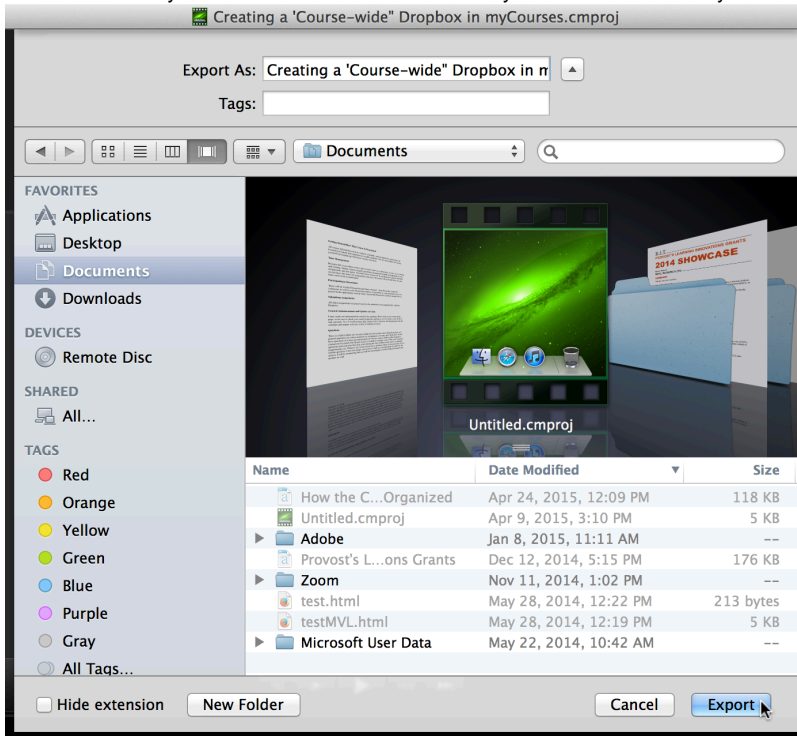 Creating a 'Course-wide" Dropbox in myCourses.cmproj
Export As: Creating a 'Course-wide" Dropbox in m
Tags:
Documents
FAVORITES
Applications
Desktop
Documents
Downloads
DEVICES
Remote Disc
SHARED
All...
TAGS
Red
Orange
Yellow
Green
Blue
Purple
Gray
All Tags...
2014 SHOWCASE
Untitled.cmproj
Name Date Modified Size
How the C...Organized Apr 24, 2015, 12:09 PM 118 KB
Untitled.cmproj Apr 9, 2015, 3:10 PM 5 KB
Adobe Jan 8, 2015, 11:11 AM --
Provost's L...ons Grants Dec 12, 2014, 5:15 PM 176 KB
Zoom Nov 11, 2014, 1:02 PM --
test.html May 28, 2014, 12:22 PM 213 bytes
testMVL.html May 28, 2014, 12:19 PM 5 KB
Microsoft User Data May 22, 2014, 10:42 AM --
Hide extension New Folder Cancel Export